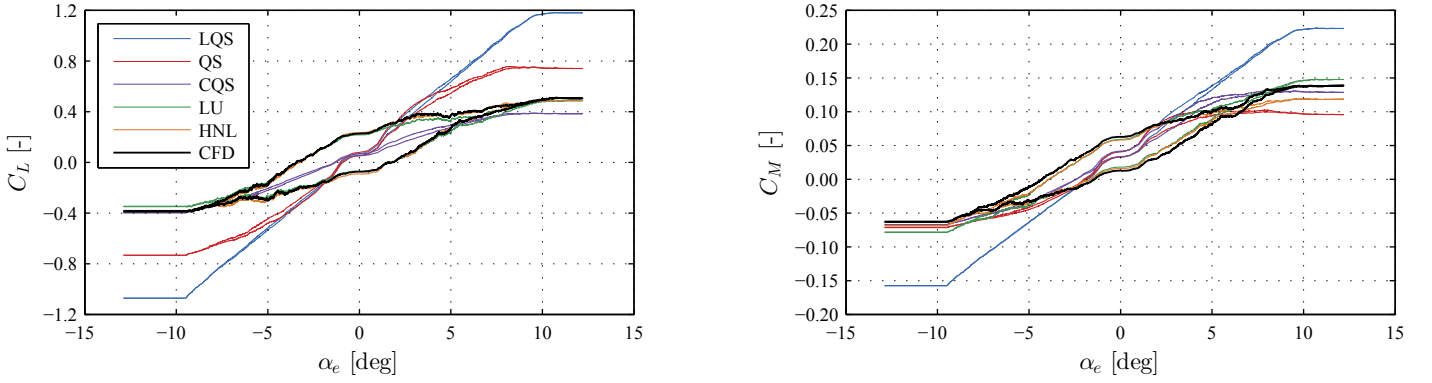 1.2
0.8
0.4
0.0
−0.4
−0.8
−1.2
C_L [-]
LQS
QS
CQS
LU
HNL
CFD
−15 −10 −5 0 5 10 15
α_e [deg]
0.25
0.20
0.15
0.10
0.05
0.00
−0.05
−0.10
−0.15
−0.20
C_M [-]
−15 −10 −5 0 5 10 15
α_e [deg]